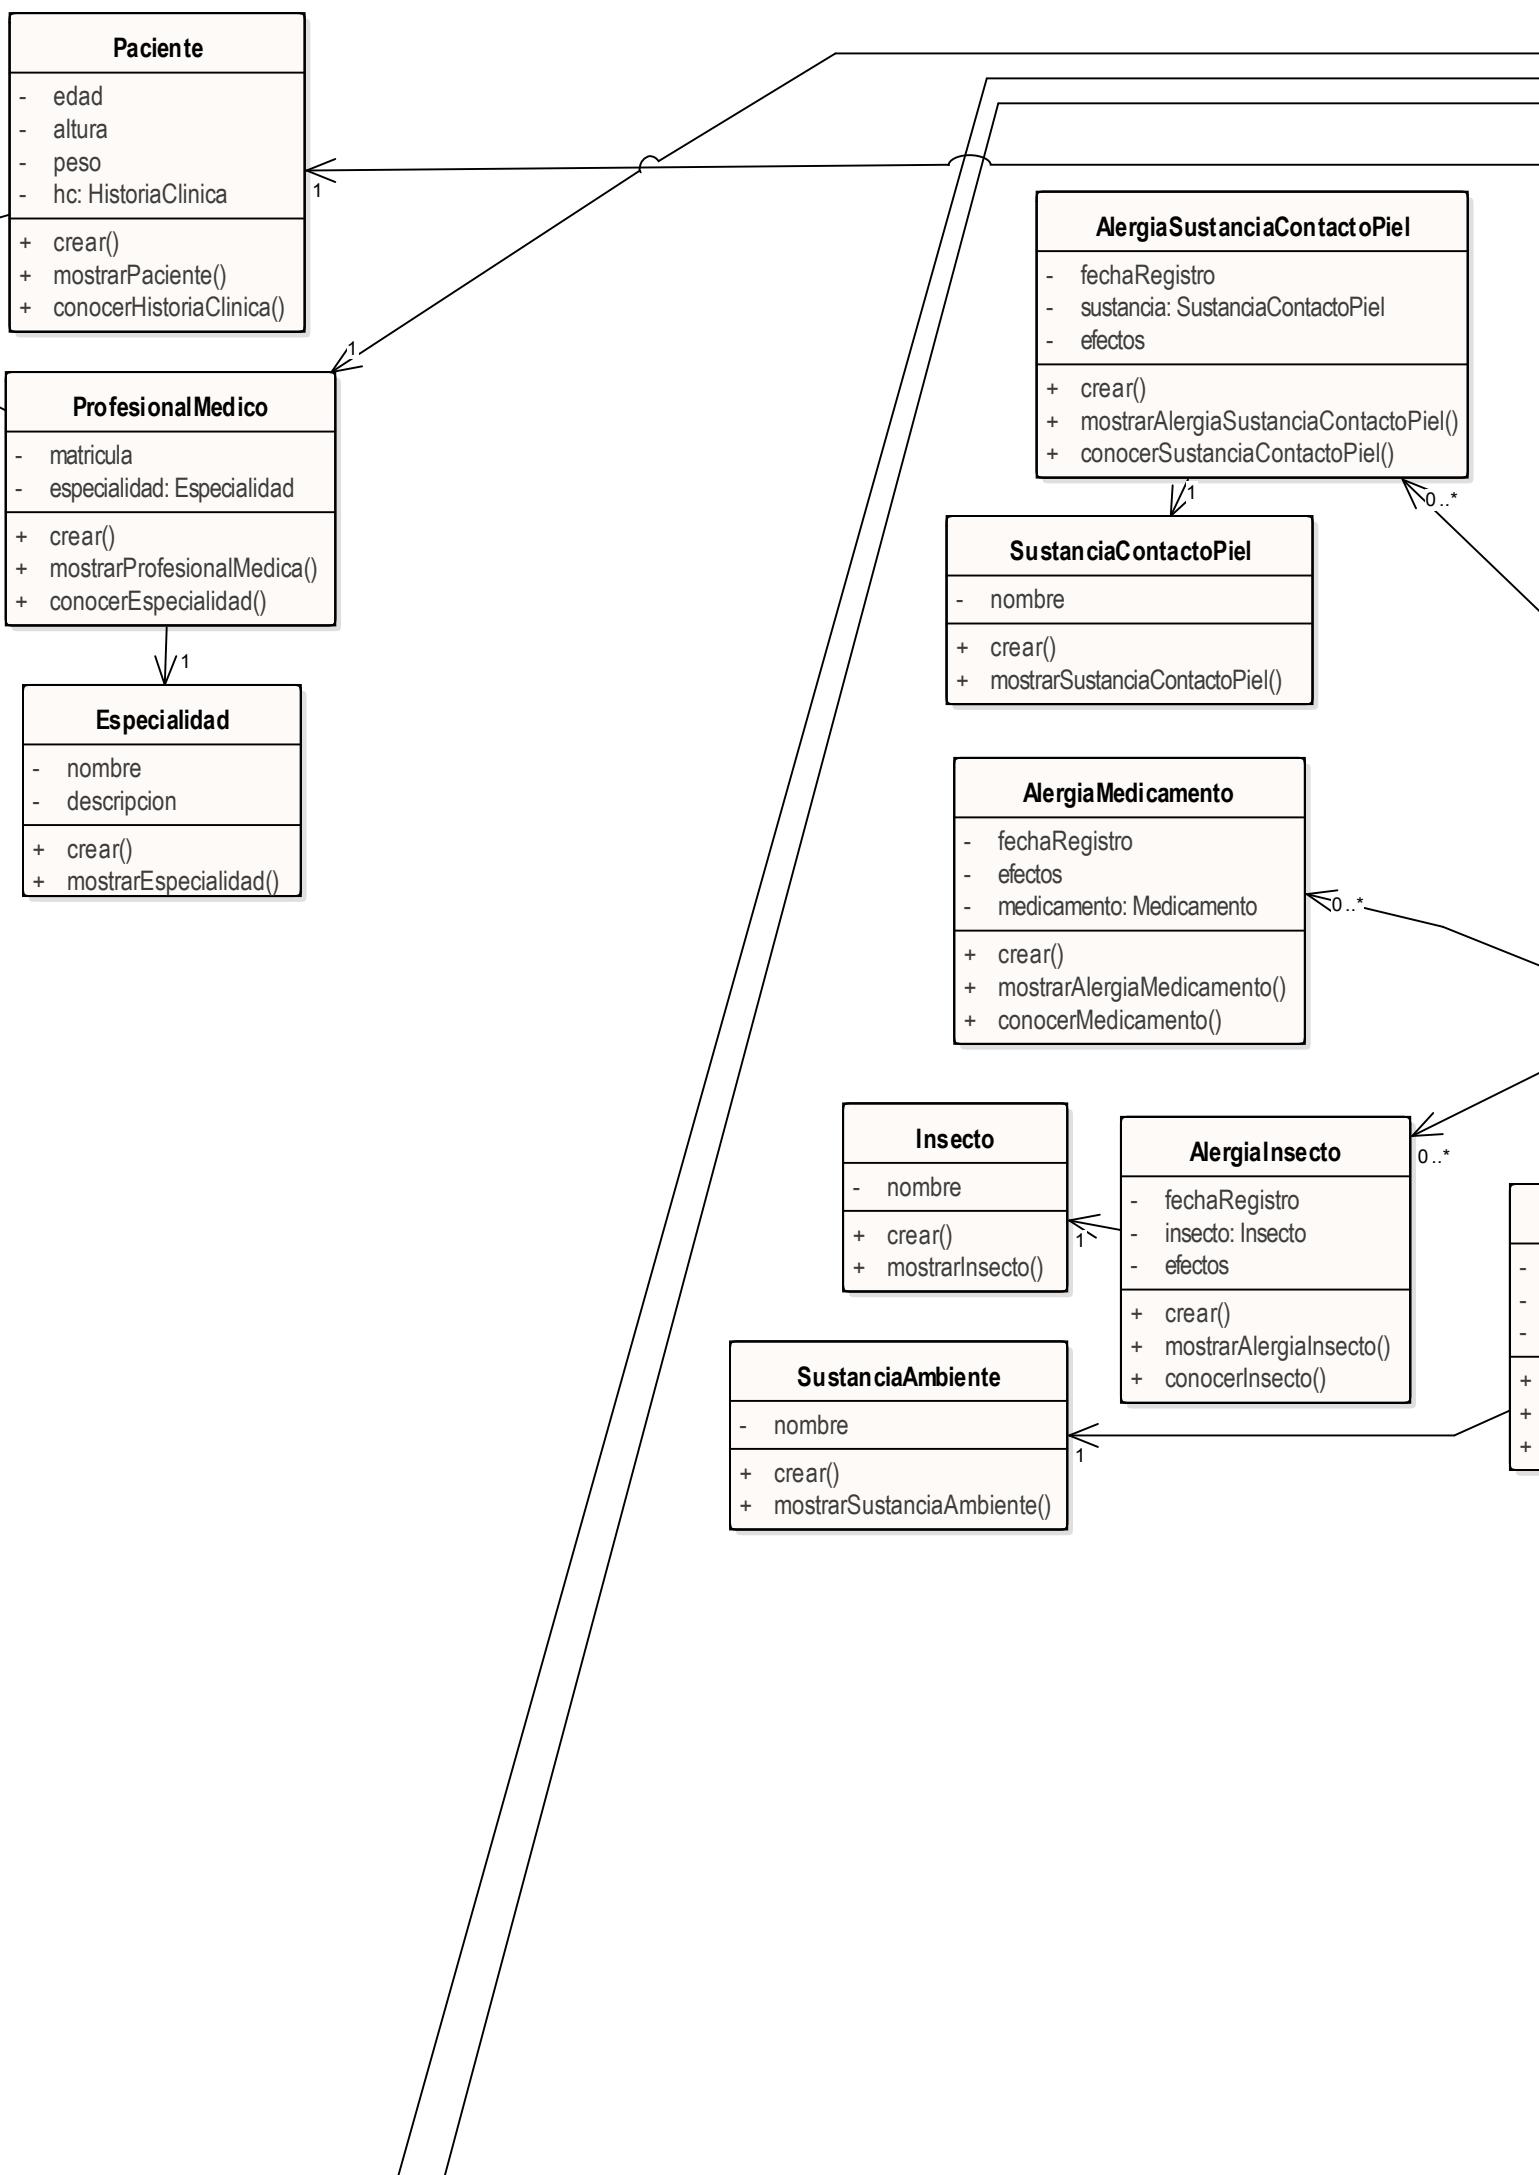 Paciente
- edad
- altura
- peso
- hc: HistoriaClinica
+ crear()
+ mostrarPaciente()
+ conocerHistoriaClinica()
1
1
ProfesionalMedico
- matricula
- especialidad: Especialidad
+ crear()
+ mostrarProfesionalMedica()
+ conocerEspecialidad()
1
Especialidad
- nombre
- descripcion
+ crear()
+ mostrarEspecialidad()
AlergiaSustanciaContactoPiel
- fechaRegistro
- sustancia: SustanciaContactoPiel
- efectos
+ crear()
+ mostrarAlergiaSustanciaContactoPiel()
+ conocerSustanciaContactoPiel()
1
0..*
SustanciaContactoPiel
- nombre
+ crear()
+ mostrarSustanciaContactoPiel()
AlergiaMedicamento
- fechaRegistro
- efectos
- medicamento: Medicamento
+ crear()
+ mostrarAlergiaMedicamento()
+ conocerMedicamento()
0..*
Insecto
- nombre
+ crear()
+ mostrarInsecto()
1
AlergiaInsecto
- fechaRegistro
- insecto: Insecto
- efectos
+ crear()
+ mostrarAlergiaInsecto()
+ conocerInsecto()
0..*
SustanciaAmbiente
- nombre
+ crear()
+ mostrarSustanciaAmbiente()
1
-
-
-
+
+
+